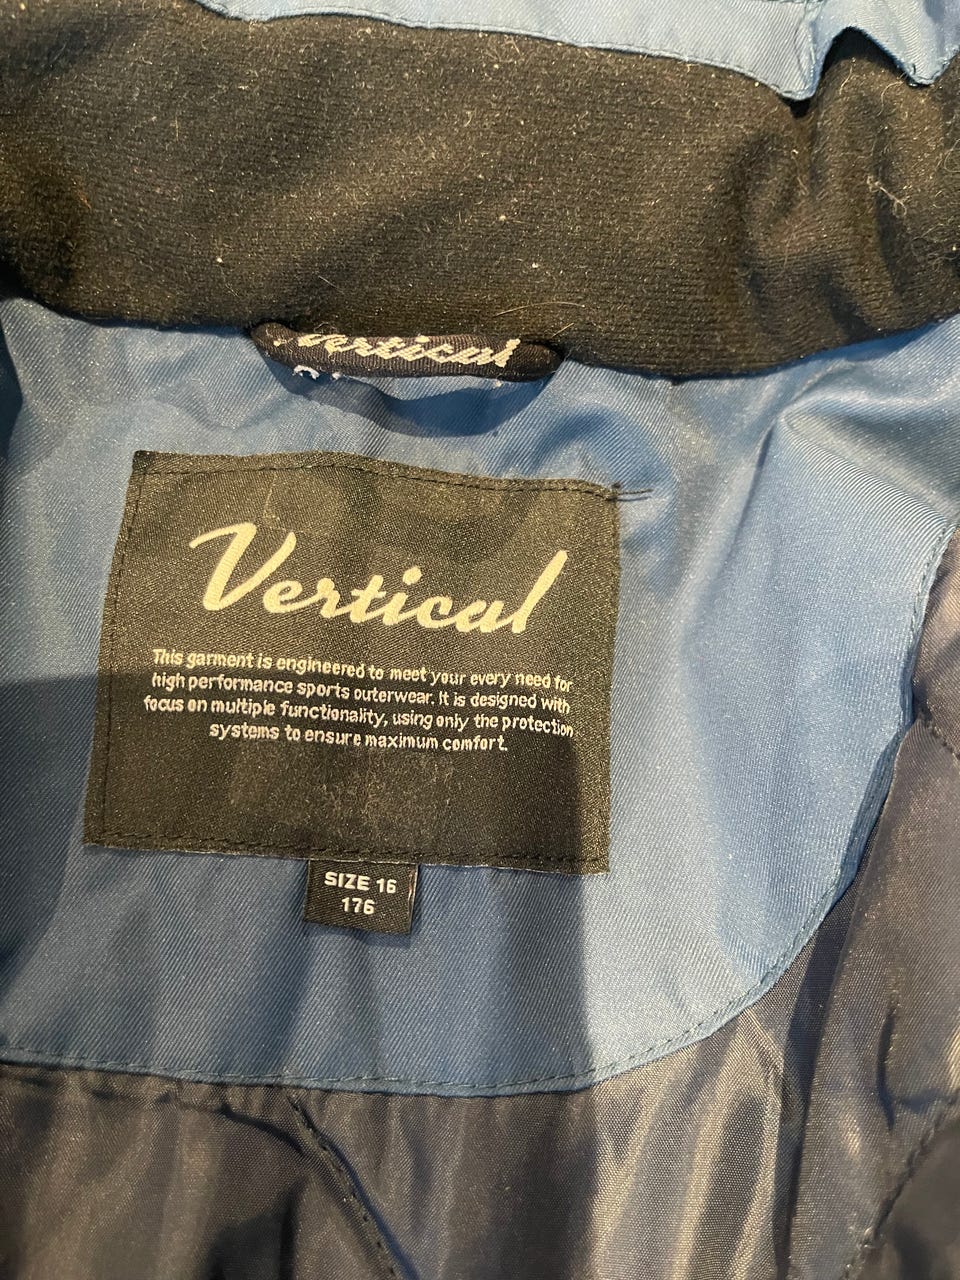 Vertical
Vertical
This garment is engineered to meet your every need for
high performance sports outerwear. It is designed with
focus on multiple functionality, using only the protection
systems to ensure maximum comfort.
SIZE 16
176